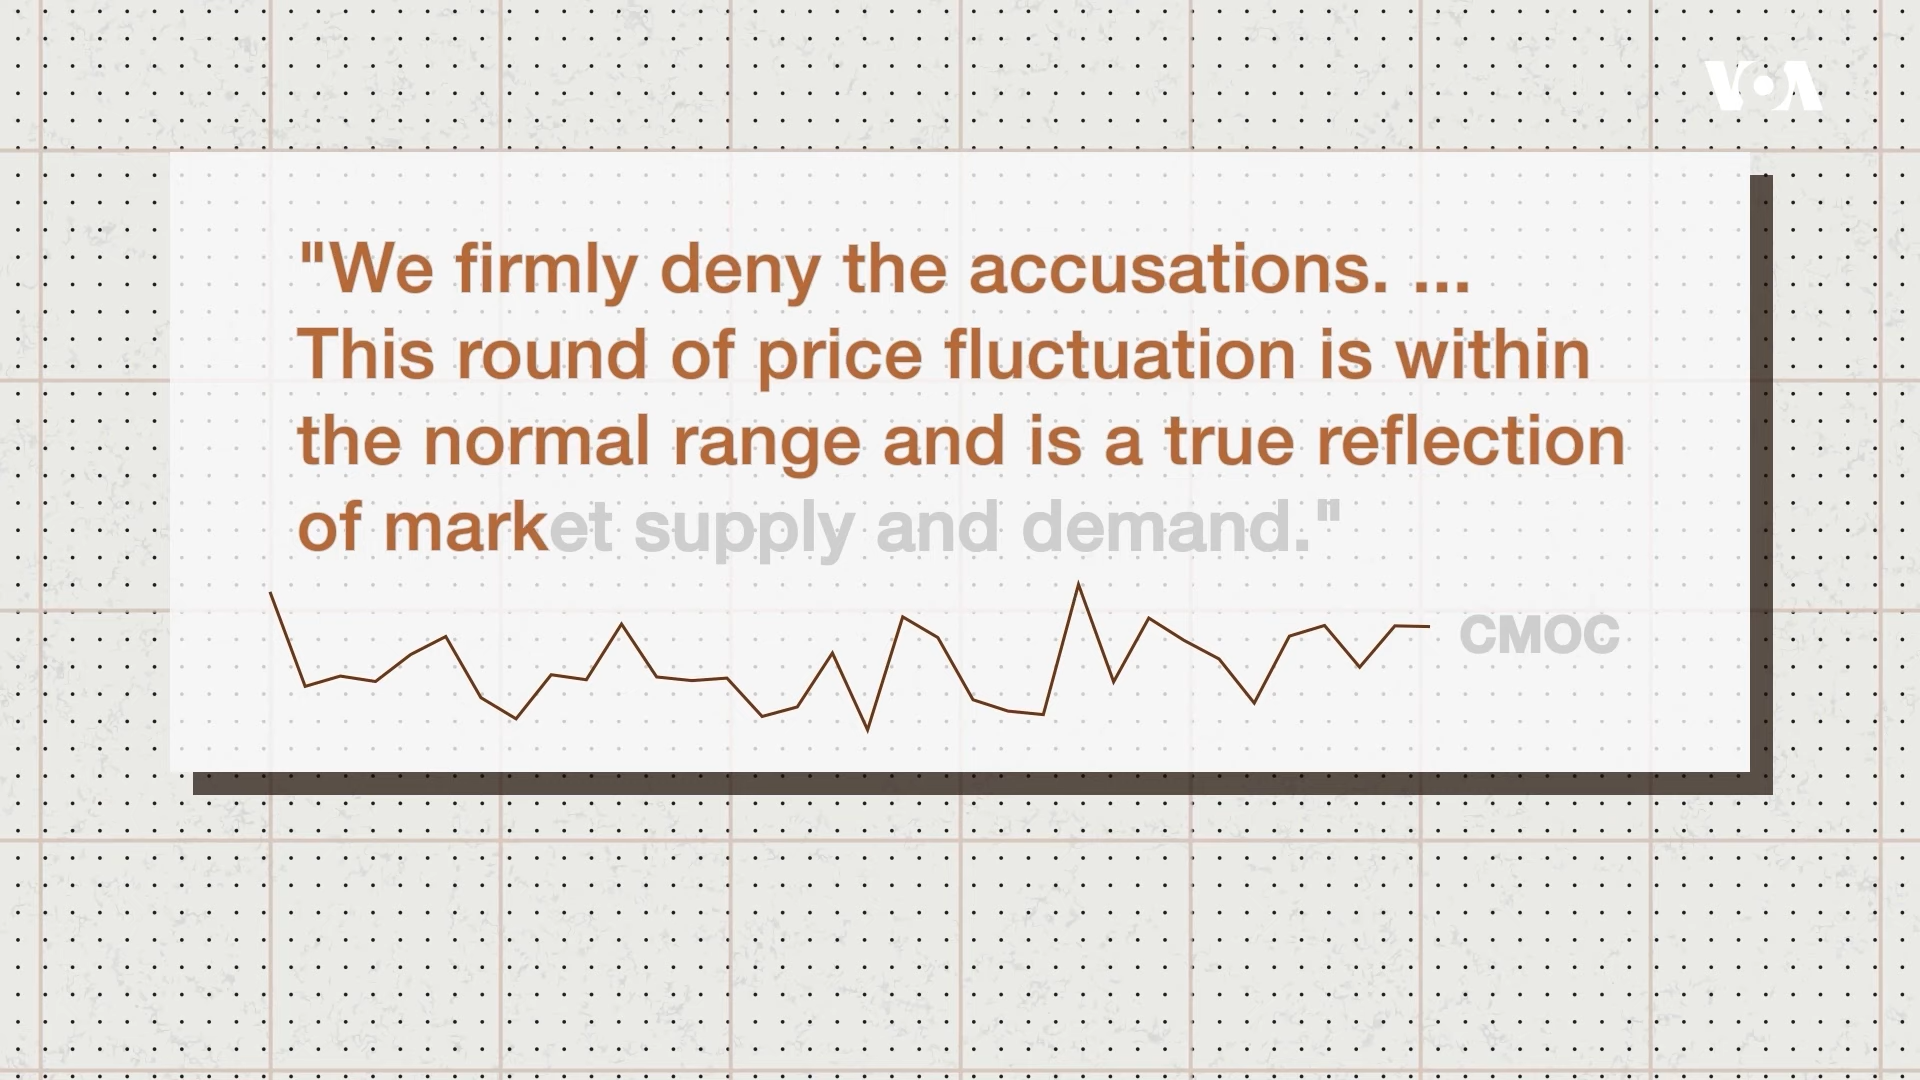 VOA
"We firmly deny the accusations. ...
This round of price fluctuation is within
the normal range and is a true reflection
of market supply and demand."
CMOC